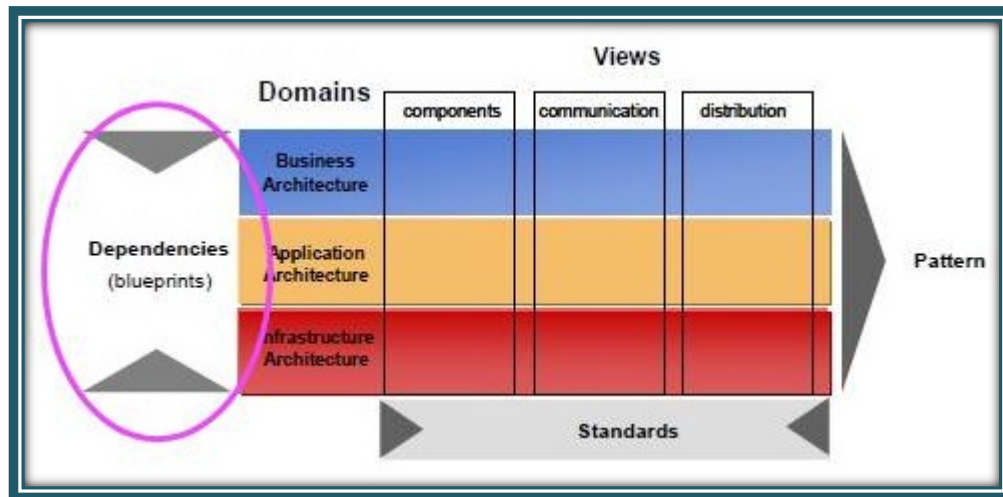 Views
Domains
components
communication
distribution
Business
Architecture
Dependencies
(blueprints)
Application
Architecture
Pattern
Infrastructure
Architecture
Standards